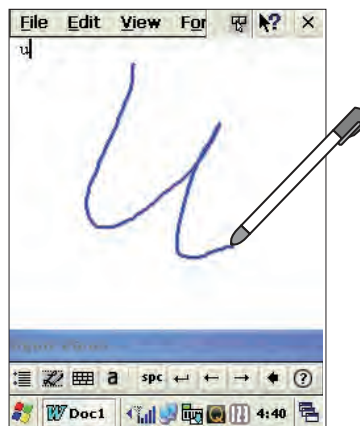 File Edit View For ?
u
u
a spc ← → ?
Doc1 4:40